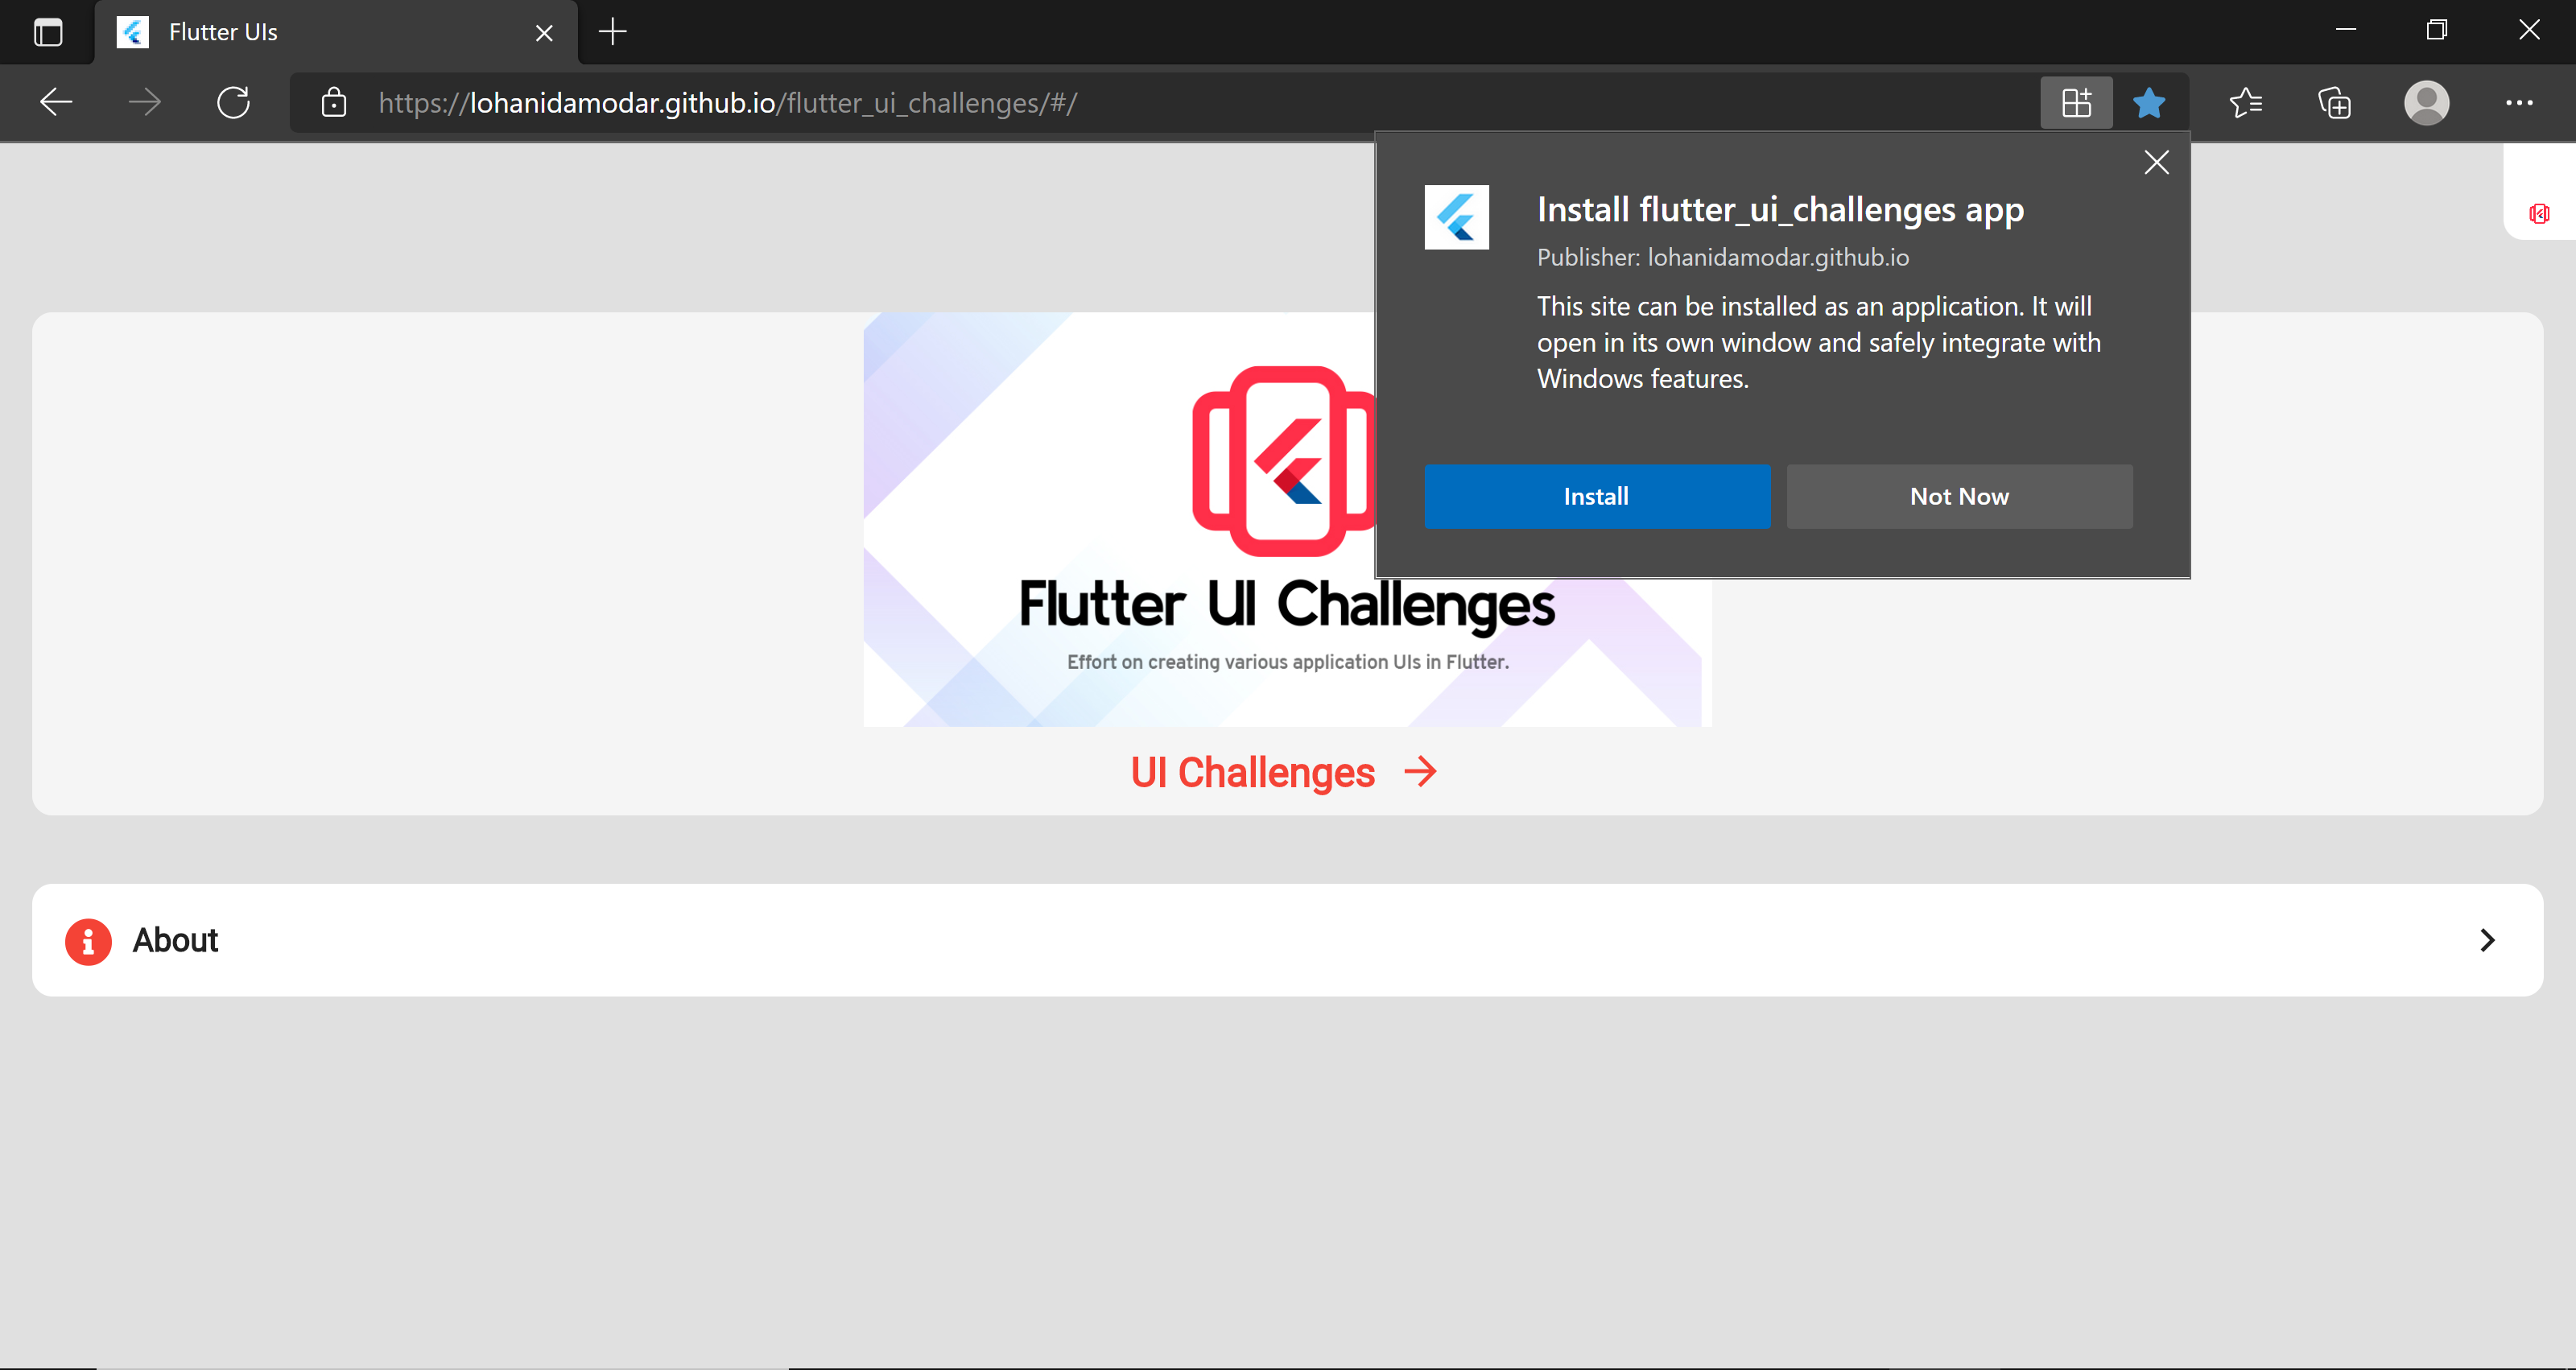 Flutter UIs
https://lohanidamodar.github.io/flutter_ui_challenges/#/
Install flutter_ui_challenges app
Publisher: lohanidamodar.github.io
This site can be installed as an application. It will
open in its own window and safely integrate with
Windows features.
Install
Not Now
Flutter UI Challenges
Effort on creating various application UIs in Flutter.
UI Challenges
About